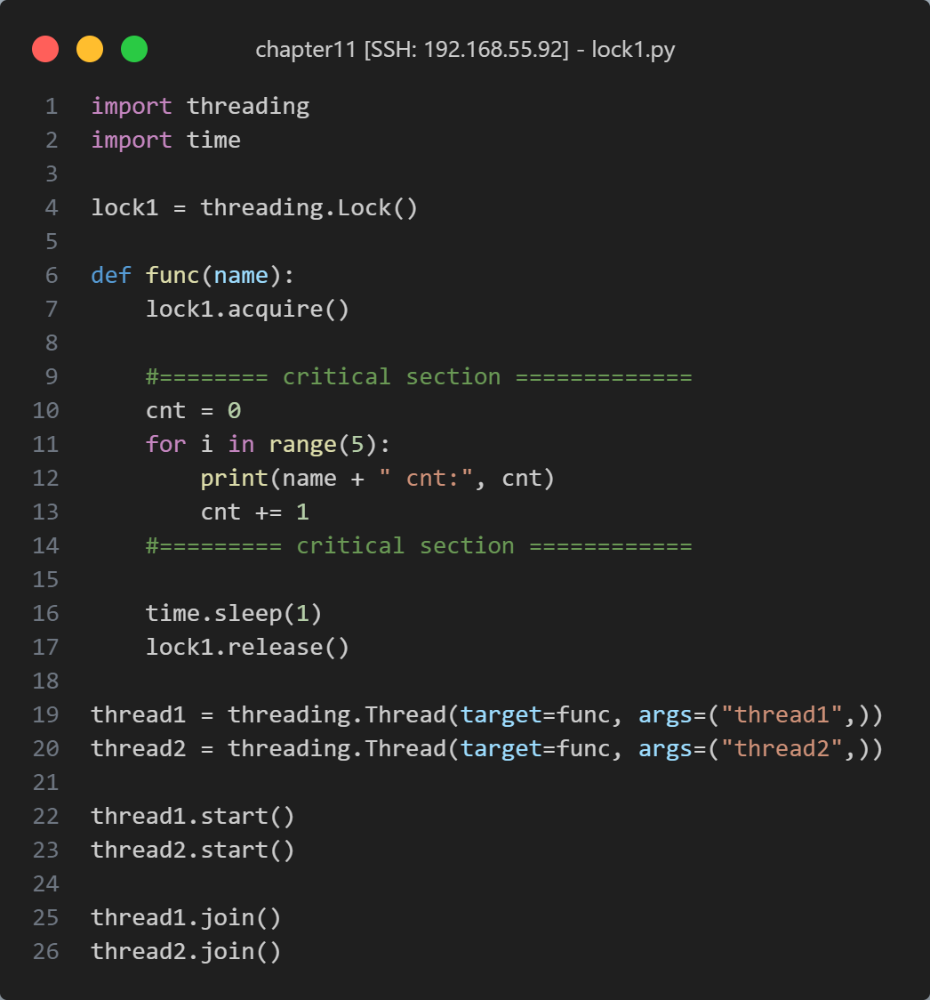 chapter11 [SSH: 192.168.55.92] - lock1.py
1 import threading
2 import time
3
4 lock1 = threading.Lock()
5
6 def func(name):
7     lock1.acquire()
8
9     #======== critical section =============
10     cnt = 0
11     for i in range(5):
12         print(name + " cnt:", cnt)
13         cnt += 1
14     #========= critical section ============
15
16     time.sleep(1)
17     lock1.release()
18
19 thread1 = threading.Thread(target=func, args=("thread1",))
20 thread2 = threading.Thread(target=func, args=("thread2",))
21
22 thread1.start()
23 thread2.start()
24
25 thread1.join()
26 thread2.join()